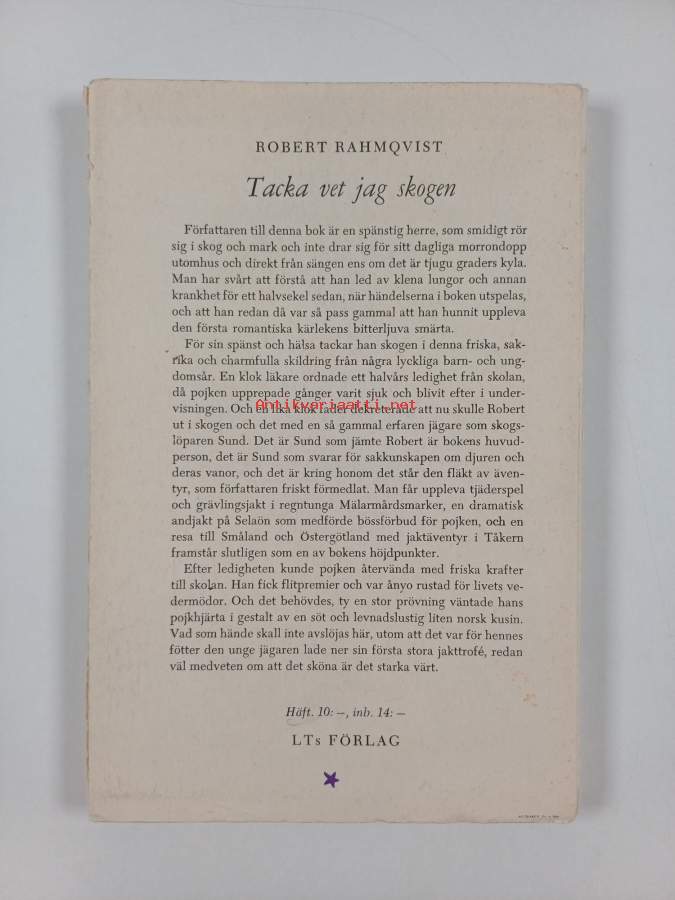 ROBERT RAHMQVIST
Tacka vet jag skogen
Författaren till denna bok är en spänstig herre, som smidigt rör
sig i skog och mark och inte drar sig för sitt dagliga morrondopp
utomhus och direkt från sängen ens om det är tjugu graders kyla.
Man har svårt att förstå att han led av klena lungor och annan
krankhet för ett halvsekel sedan, när händelserna i boken utspelas,
och att han redan då var så pass gammal att han hunnit uppleva
den första romantiska kärlekens bitterljuva smärta.
För sin spänst och hälsa tackar han skogen i denna friska, sak-
rika och charmfulla skildring från några lyckliga barn- och ung-
domsår. En klok läkare ordnade ett halvårs ledighet från skolan,
då pojken upprepade gånger varit sjuk och blivit efter i under-
visningen. Och en lika klok fader dekreterade att nu skulle Robert
Antikvariaatti.net
ut i skogen och det med en så gammal erfaren jägare som skogs-
löparen Sund. Det är Sund som jämte Robert är bokens huvud-
person, det är Sund som svarar för sakkunskapen om djuren och
deras vanor, och det är kring honom det står den fläkt av även-
tyr, som författaren friskt förmedlat. Man får uppleva tjäderspel
och grävlingsjakt i regntunga Mälarmårdsmarker, en dramatisk
andjakt på Selaön som medförde bössförbud för pojken, och en
resa till Småland och Östergötland med jaktäventyr i Tåkern
framstår slutligen som en av bokens höjdpunkter.
Efter ledigheten kunde pojken återvända med friska krafter
till skolan. Han fick flitpremier och var ånyo rustad för livets ve-
dermödor. Och det behövdes, ty en stor prövning väntade hans
pojkhjärta i gestalt av en söt och levnadslustig liten norsk kusin.
Vad som hände skall inte avslöjas här, utom att det var för hennes
fötter den unge jägaren lade ner sin första stora jakttrofé, redan
väl medveten om att det sköna är det starka värt.
Häft. 10: –, inb. 14: –
LTs FÖRLAG